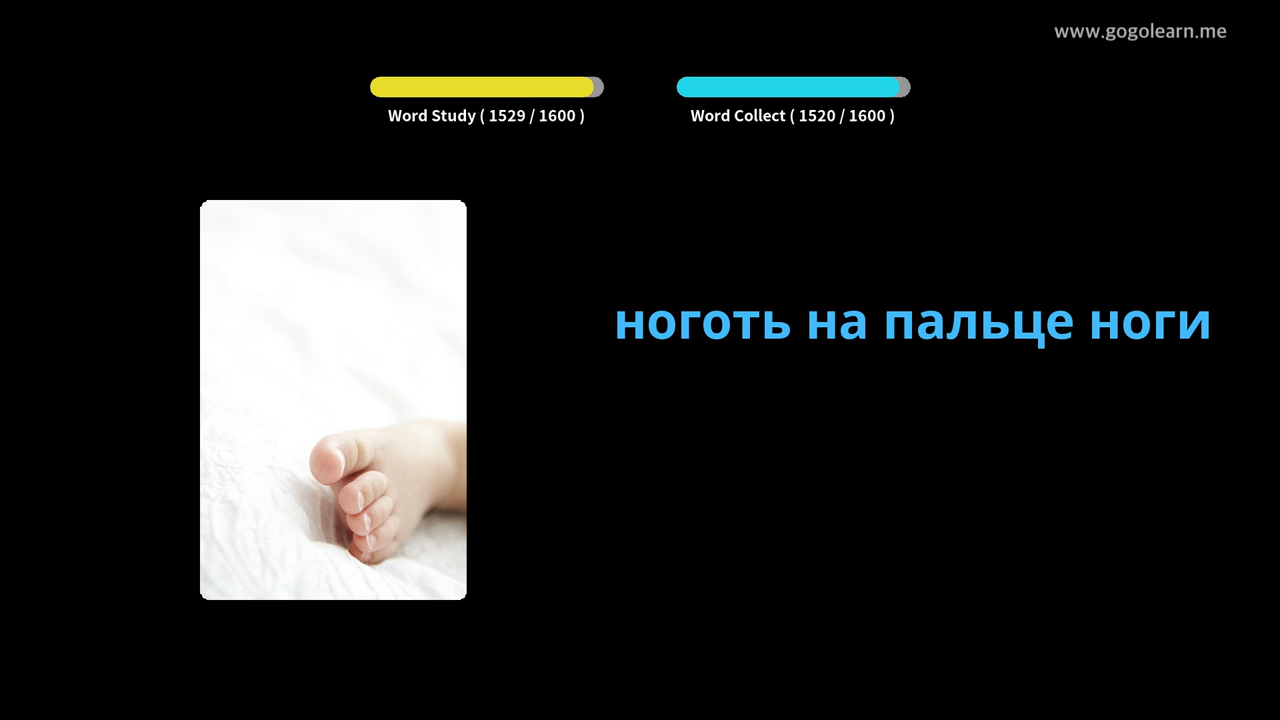 www.gogolearn.me
Word Study ( 1529 / 1600 )
Word Collect ( 1520 / 1600 )
ноготь на пальце ноги